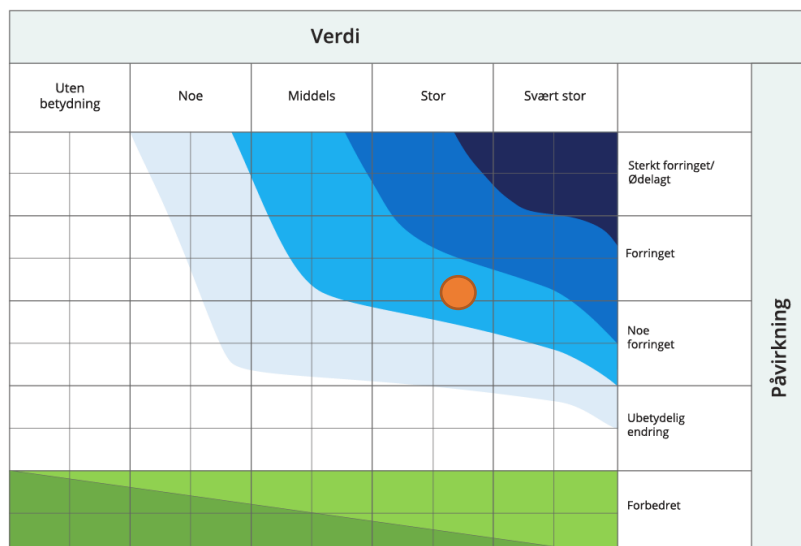 Verdi
Uten
betydning
Noe
Middels
Stor
Svært stor
Sterkt forringet/
Ødelagt
Forringet
Noe
forringet
Ubetydelig
endring
Forbedret
Påvirkning